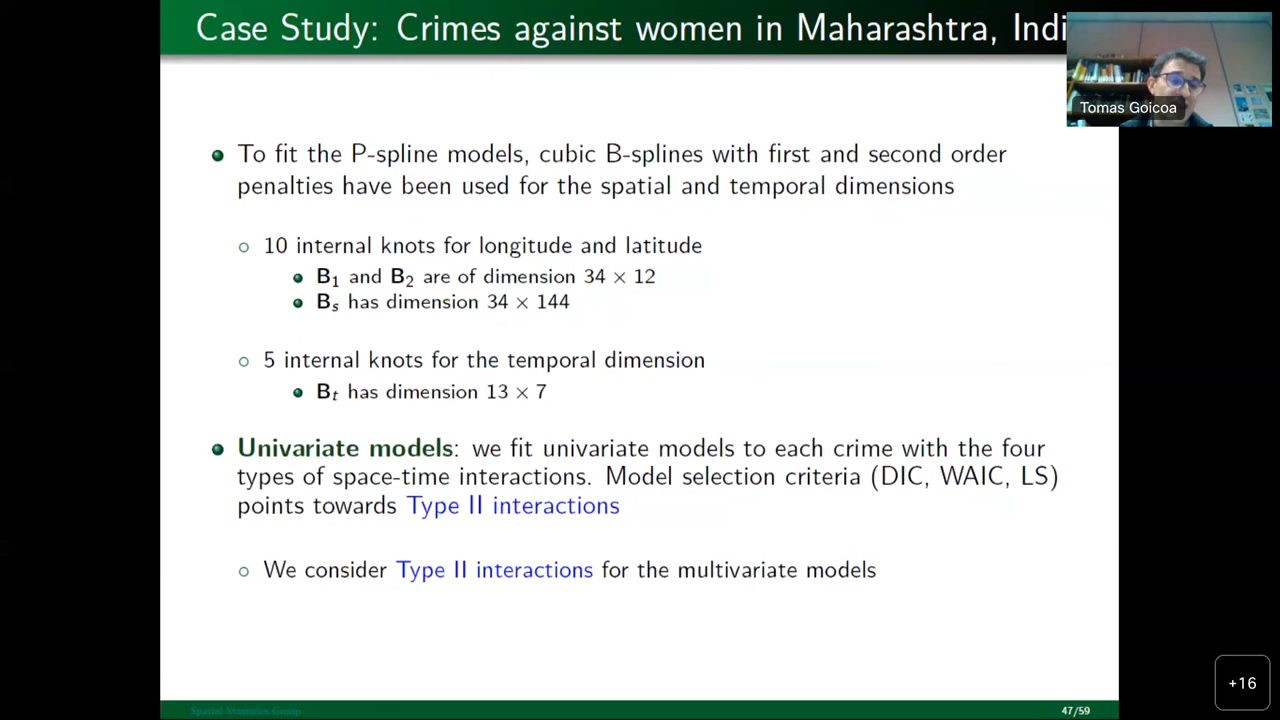 Case Study: Crimes against women in Maharashtra, Indi
Tomas Goicoa
To fit the P-spline models, cubic B-splines with first and second order
penalties have been used for the spatial and temporal dimensions
10 internal knots for longitude and latitude
B₁ and B₂ are of dimension 34 × 12
Bₛ has dimension 34 × 144
5 internal knots for the temporal dimension
Bₜ has dimension 13 × 7
Univariate models: we fit univariate models to each crime with the four
types of space-time interactions. Model selection criteria (DIC, WAIC, LS)
points towards Type II interactions
We consider Type II interactions for the multivariate models
Spatial Statistics Group
47/59
+16